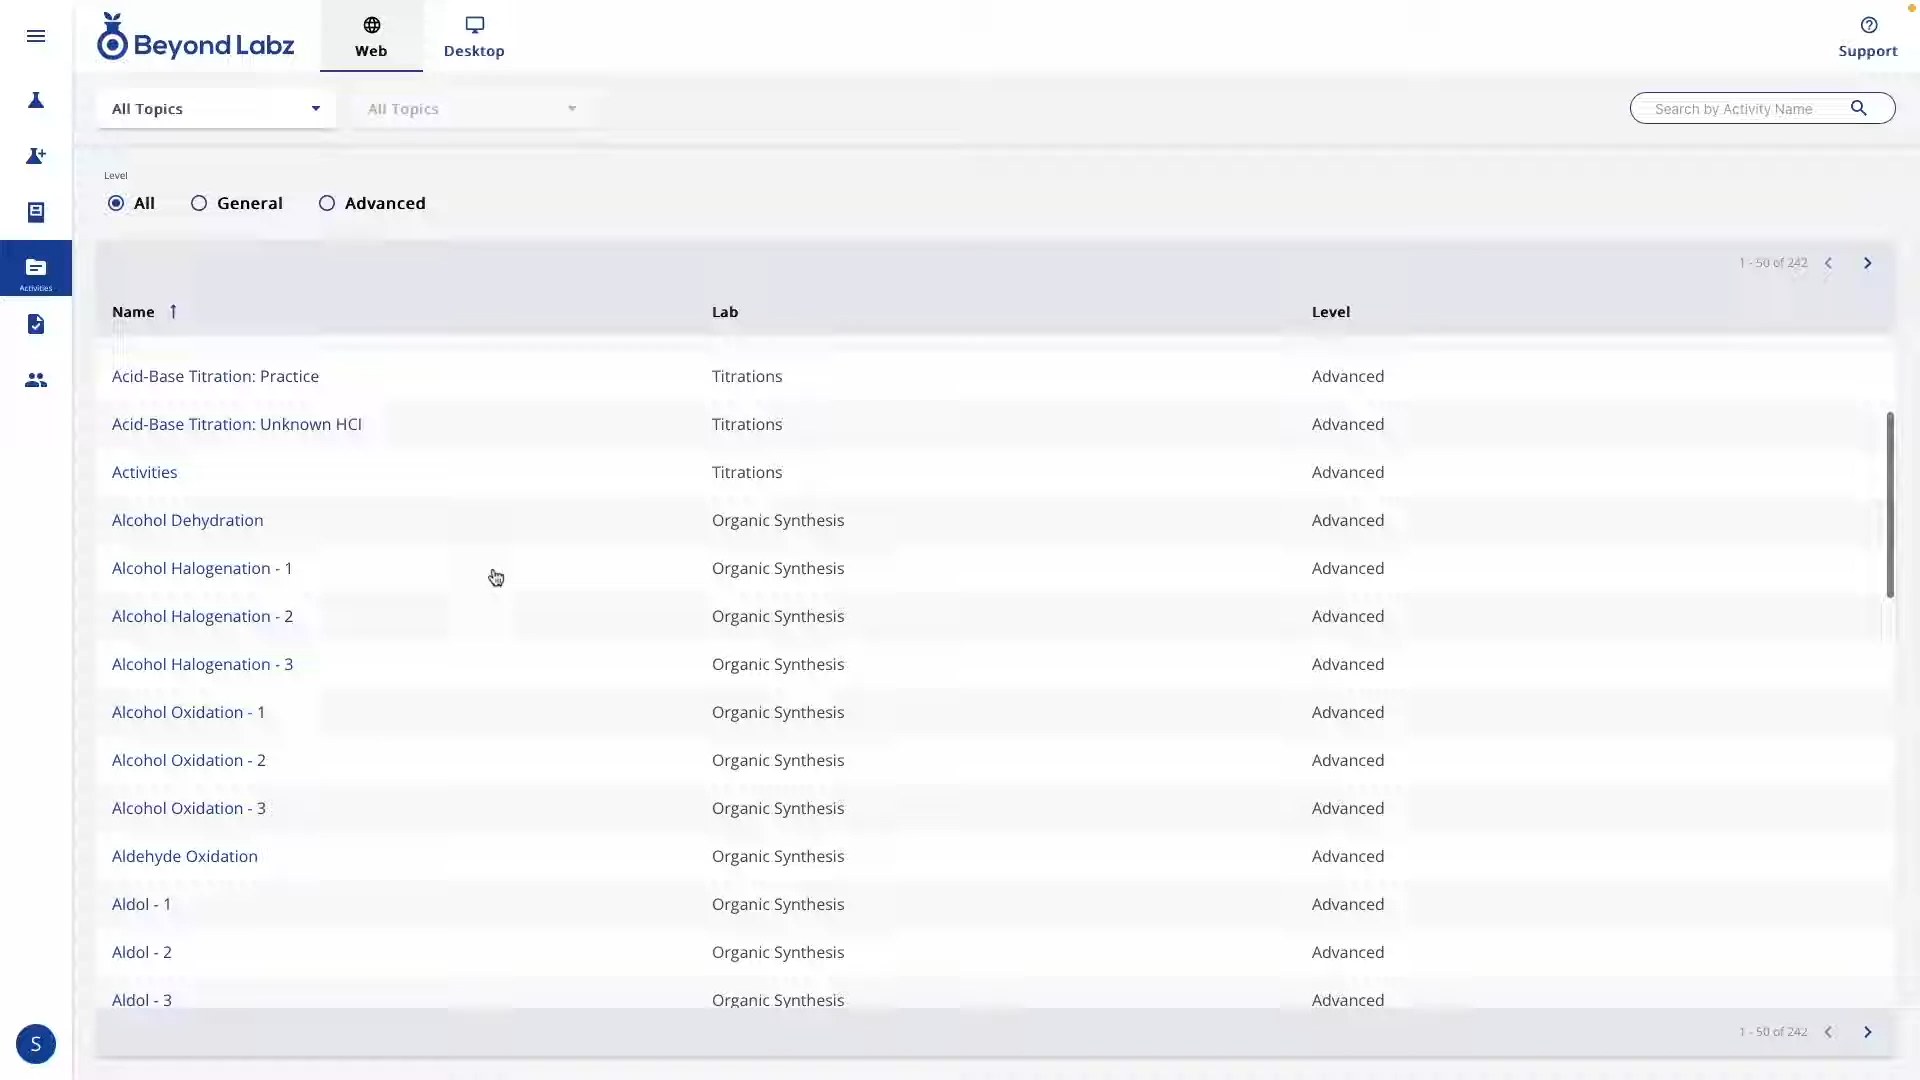 Beyond Labz
Web
Desktop
Support
All Topics
All Topics
Search by Activity Name
Level
All General Advanced
Activities
1 - 50 of 242
Name ↑ Lab Level
Acid-Base Titration: Practice Titrations Advanced
Acid-Base Titration: Unknown HCl Titrations Advanced
Activities Titrations Advanced
Alcohol Dehydration Organic Synthesis Advanced
Alcohol Halogenation - 1 Organic Synthesis Advanced
Alcohol Halogenation - 2 Organic Synthesis Advanced
Alcohol Halogenation - 3 Organic Synthesis Advanced
Alcohol Oxidation - 1 Organic Synthesis Advanced
Alcohol Oxidation - 2 Organic Synthesis Advanced
Alcohol Oxidation - 3 Organic Synthesis Advanced
Aldehyde Oxidation Organic Synthesis Advanced
Aldol - 1 Organic Synthesis Advanced
Aldol - 2 Organic Synthesis Advanced
Aldol - 3 Organic Synthesis Advanced
1 - 50 of 242
S